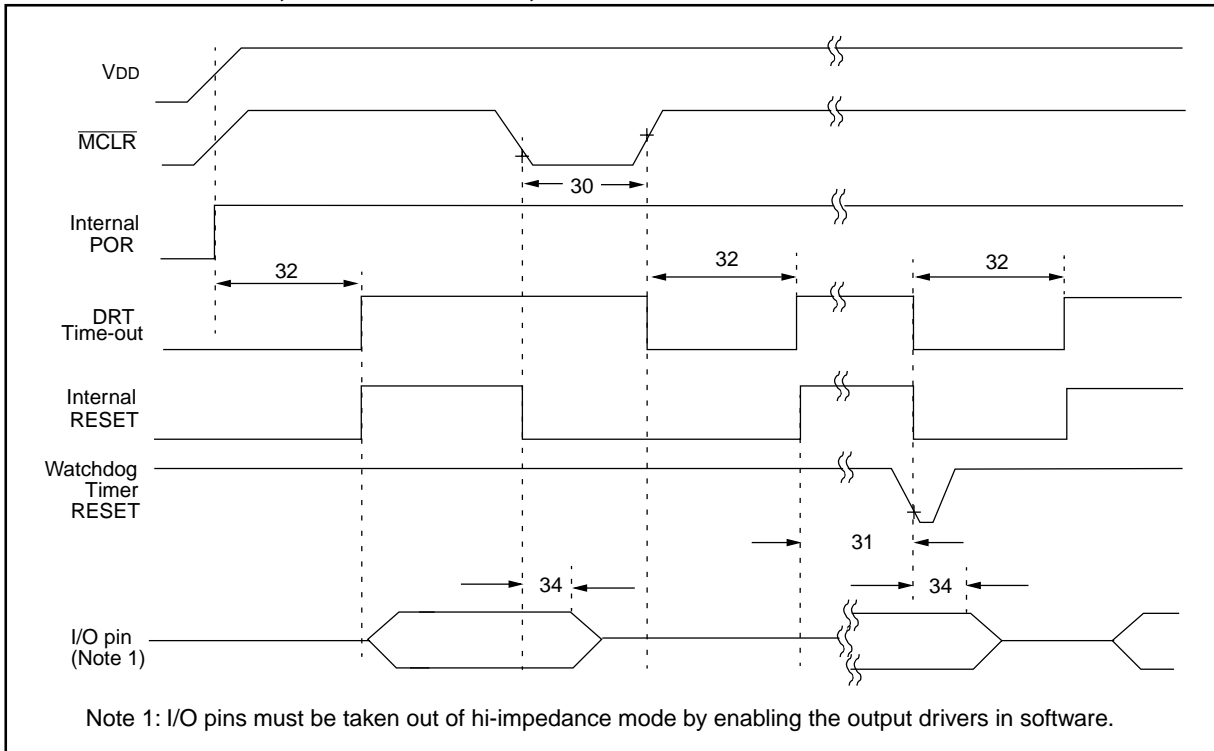 VDD
MCLR
30
Internal
POR
32
32
32
DRT
Time-out
Internal
RESET
Watchdog
Timer
RESET
31
34
34
I/O pin
(Note 1)
Note 1: I/O pins must be taken out of hi-impedance mode by enabling the output drivers in software.